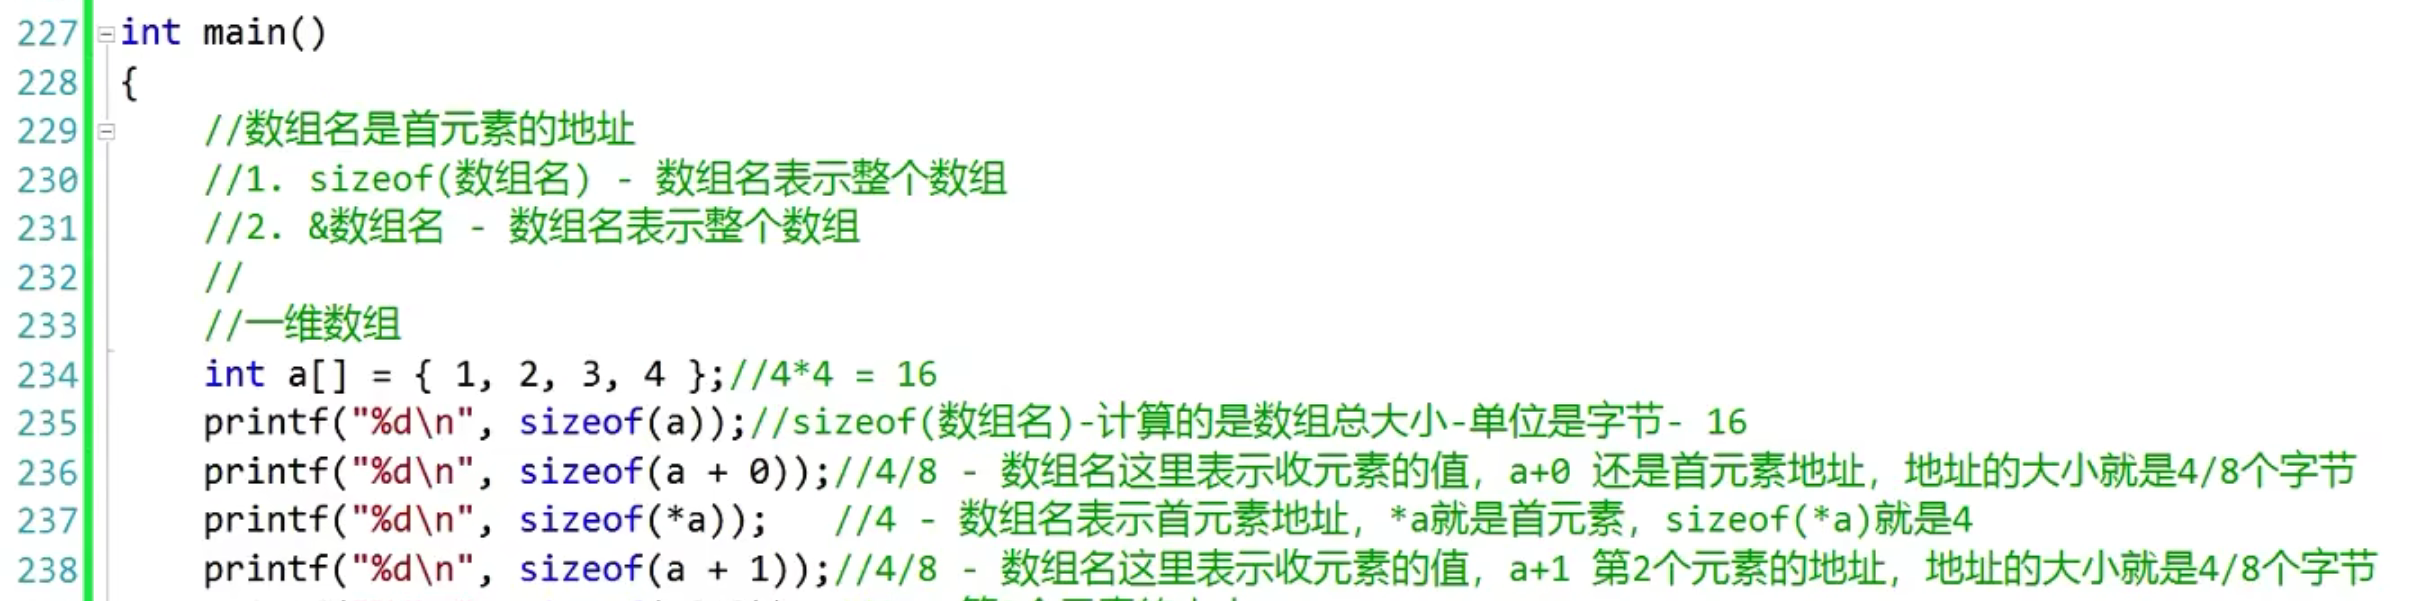 227 int main()
228 {
229 //数组名是首元素的地址
230 //1. sizeof(数组名) - 数组名表示整个数组
231 //2. &数组名 - 数组名表示整个数组
232 //
233 //一维数组
234 int a[] = { 1, 2, 3, 4 };//4*4 = 16
235 printf("%d\n", sizeof(a));//sizeof(数组名)-计算的是数组总大小-单位是字节- 16
236 printf("%d\n", sizeof(a + 0));//4/8 - 数组名这里表示收元素的值，a+0 还是首元素地址，地址的大小就是4/8个字节
237 printf("%d\n", sizeof(*a)); //4 - 数组名表示首元素地址，*a就是首元素，sizeof(*a)就是4
238 printf("%d\n", sizeof(a + 1));//4/8 - 数组名这里表示收元素的值，a+1 第2个元素的地址，地址的大小就是4/8个字节